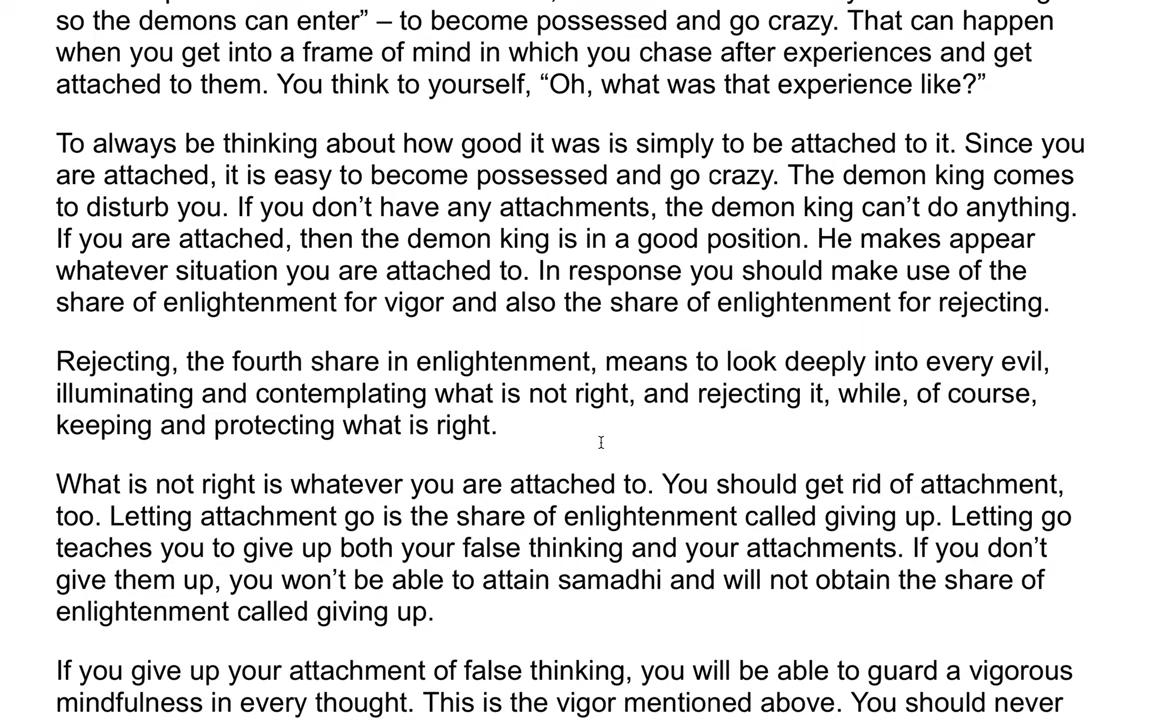 so the demons can enter” – to become possessed and go crazy. That can happen
when you get into a frame of mind in which you chase after experiences and get
attached to them. You think to yourself, “Oh, what was that experience like?”
To always be thinking about how good it was is simply to be attached to it. Since you
are attached, it is easy to become possessed and go crazy. The demon king comes
to disturb you. If you don’t have any attachments, the demon king can’t do anything.
If you are attached, then the demon king is in a good position. He makes appear
whatever situation you are attached to. In response you should make use of the
share of enlightenment for vigor and also the share of enlightenment for rejecting.
Rejecting, the fourth share in enlightenment, means to look deeply into every evil,
illuminating and contemplating what is not right, and rejecting it, while, of course,
keeping and protecting what is right.
What is not right is whatever you are attached to. You should get rid of attachment,
too. Letting attachment go is the share of enlightenment called giving up. Letting go
teaches you to give up both your false thinking and your attachments. If you don’t
give them up, you won’t be able to attain samadhi and will not obtain the share of
enlightenment called giving up.
If you give up your attachment of false thinking, you will be able to guard a vigorous
mindfulness in every thought. This is the vigor mentioned above. You should never